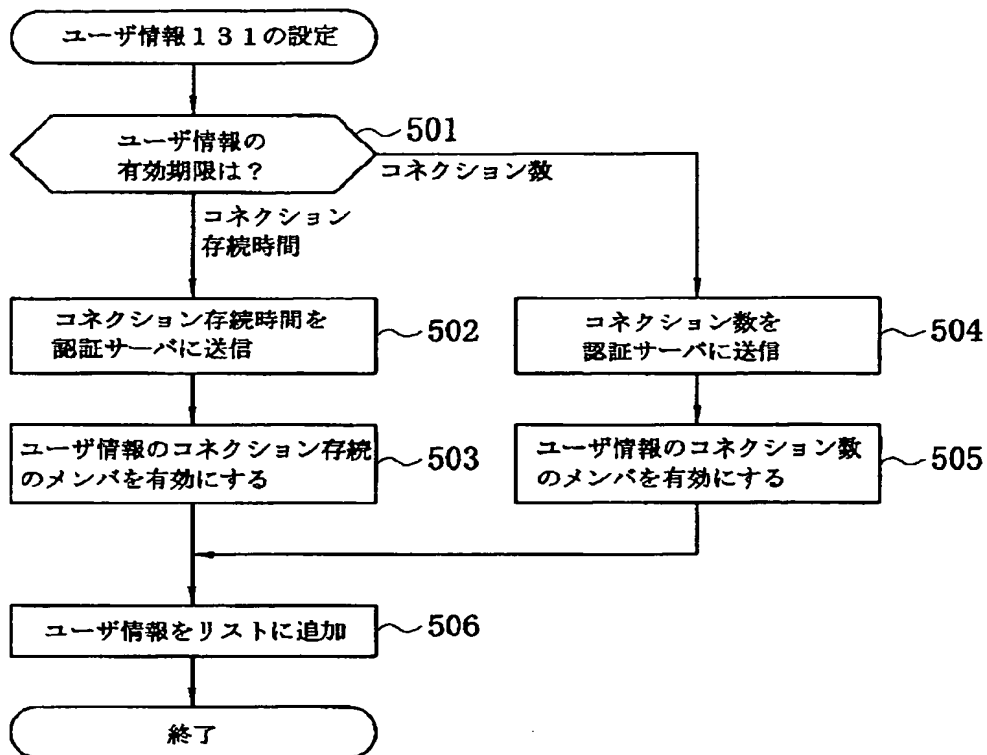 ユーザ情報131の設定
ユーザ情報の
有効期限は?
501
コネクション数
コネクション
存続時間
コネクション存続時間を
認証サーバに送信
502
コネクション数を
認証サーバに送信
504
ユーザ情報のコネクション存続
のメンバを有効にする
503
ユーザ情報のコネクション数
のメンバを有効にする
505
ユーザ情報をリストに追加
506
終了